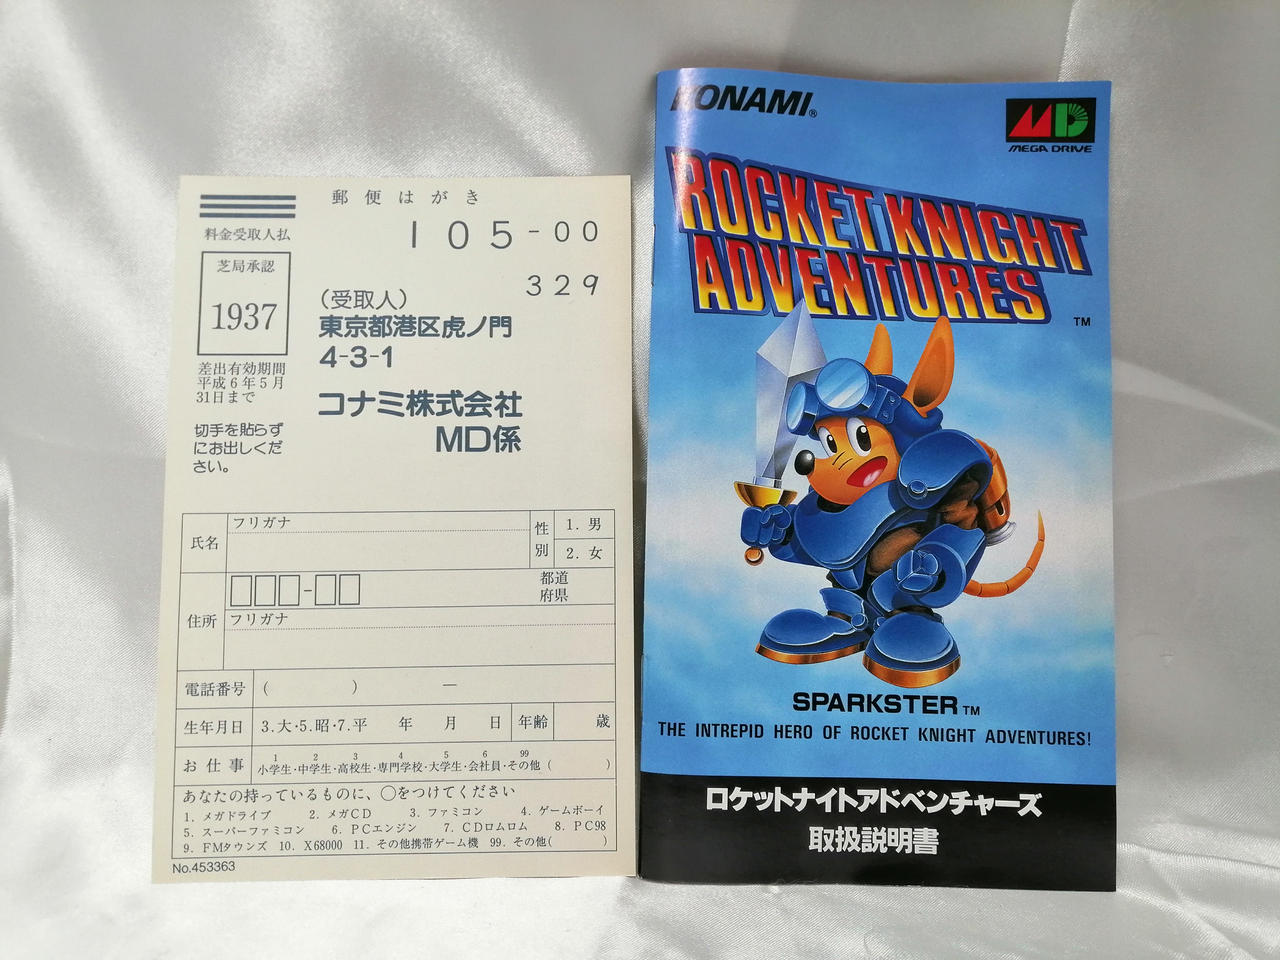 郵便はがき
料金受取人払
105-00
芝局承認
1937
329
(受取人)
東京都港区虎ノ門
4-3-1
差出有効期間
平成6年5月
31日まで
コナミ株式会社
MD係
切手を貼らず
にお出しくだ
さい。
氏名
フリガナ
性別
1. 男
2. 女
住所
都道
府県
フリガナ
電話番号
( ) ―
生年月日
3.大・5.昭・7.平 年 月 日
年齢
歳
お仕事
1 2 3 4 5 6 99
小学生・中学生・高校生・専門学校・大学生・会社員・その他( )
あなたの持っているものに、○をつけてください
1. メガドライブ 2. メガCD 3. ファミコン 4. ゲームボーイ
5. スーパーファミコン 6. PCエンジン 7. CDロムロム 8. PC98
9. FMタウンズ 10. X68000 11. その他携帯ゲーム機 99. その他( )
No.453363
KONAMI®
MD
MEGA DRIVE
ROCKET KNIGHT
ADVENTURES
TM
SPARKSTER TM
THE INTREPID HERO OF ROCKET KNIGHT ADVENTURES!
ロケットナイトアドベンチャーズ
取扱説明書